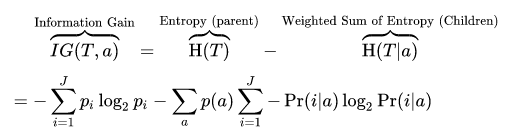 Information Gain Entropy (parent) Weighted Sum of Entropy (Children)
IG(T, a) = H(T) − H(T|a)
= − ∑_{i=1}^{J} p_i log_2 p_i − ∑_a p(a) ∑_{i=1}^{J} − Pr(i|a) log_2 Pr(i|a)